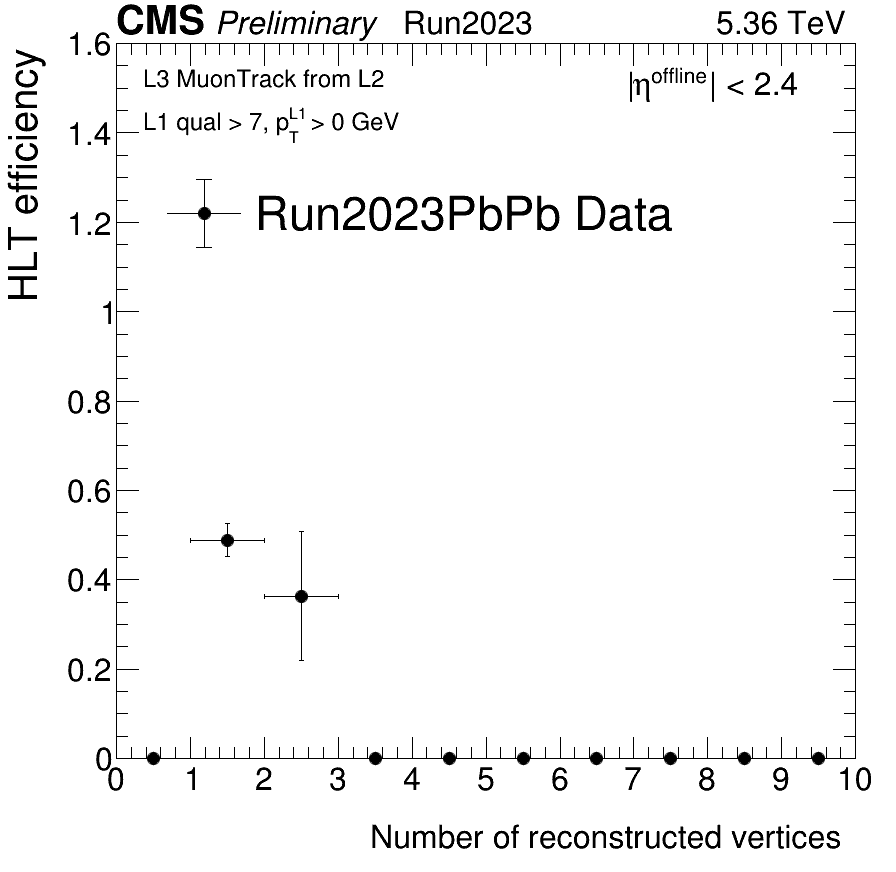 CMS Preliminary Run2023 5.36 TeV
L3 MuonTrack from L2
|η^offline| < 2.4
L1 qual > 7, p_T^L1 > 0 GeV
Run2023PbPb Data
HLT efficiency
1.6
1.4
1.2
1
0.8
0.6
0.4
0.2
0
0 1 2 3 4 5 6 7 8 9 10
Number of reconstructed vertices